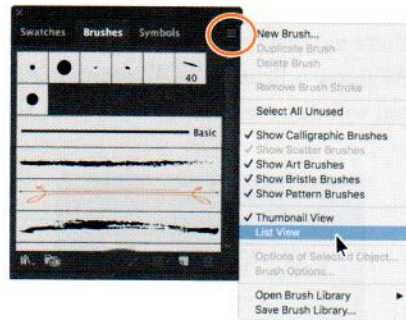 Swatches Brushes Symbols
40
Basic
New Brush...
Duplicate Brush
Delete Brush
Remove Brush Stroke
Select All Unused
✓ Show Calligraphic Brushes
✓ Show Scatter Brushes
✓ Show Art Brushes
✓ Show Bristle Brushes
✓ Show Pattern Brushes
✓ Thumbnail View
List View
Options of Selected Object...
Brush Options...
Open Brush Library
Save Brush Library...